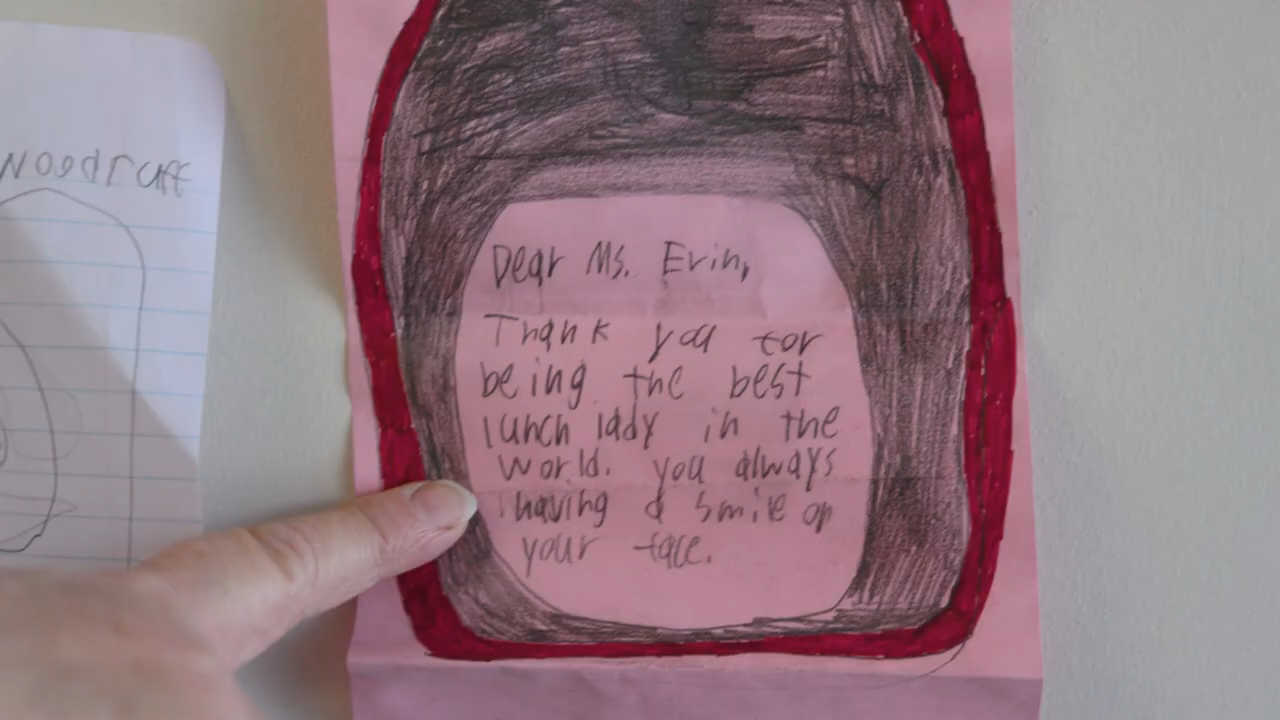 Woodruff
Dear Ms. Erin,
Thank you for
being the best
lunch lady in the
world. you always
having a smile on
your face.